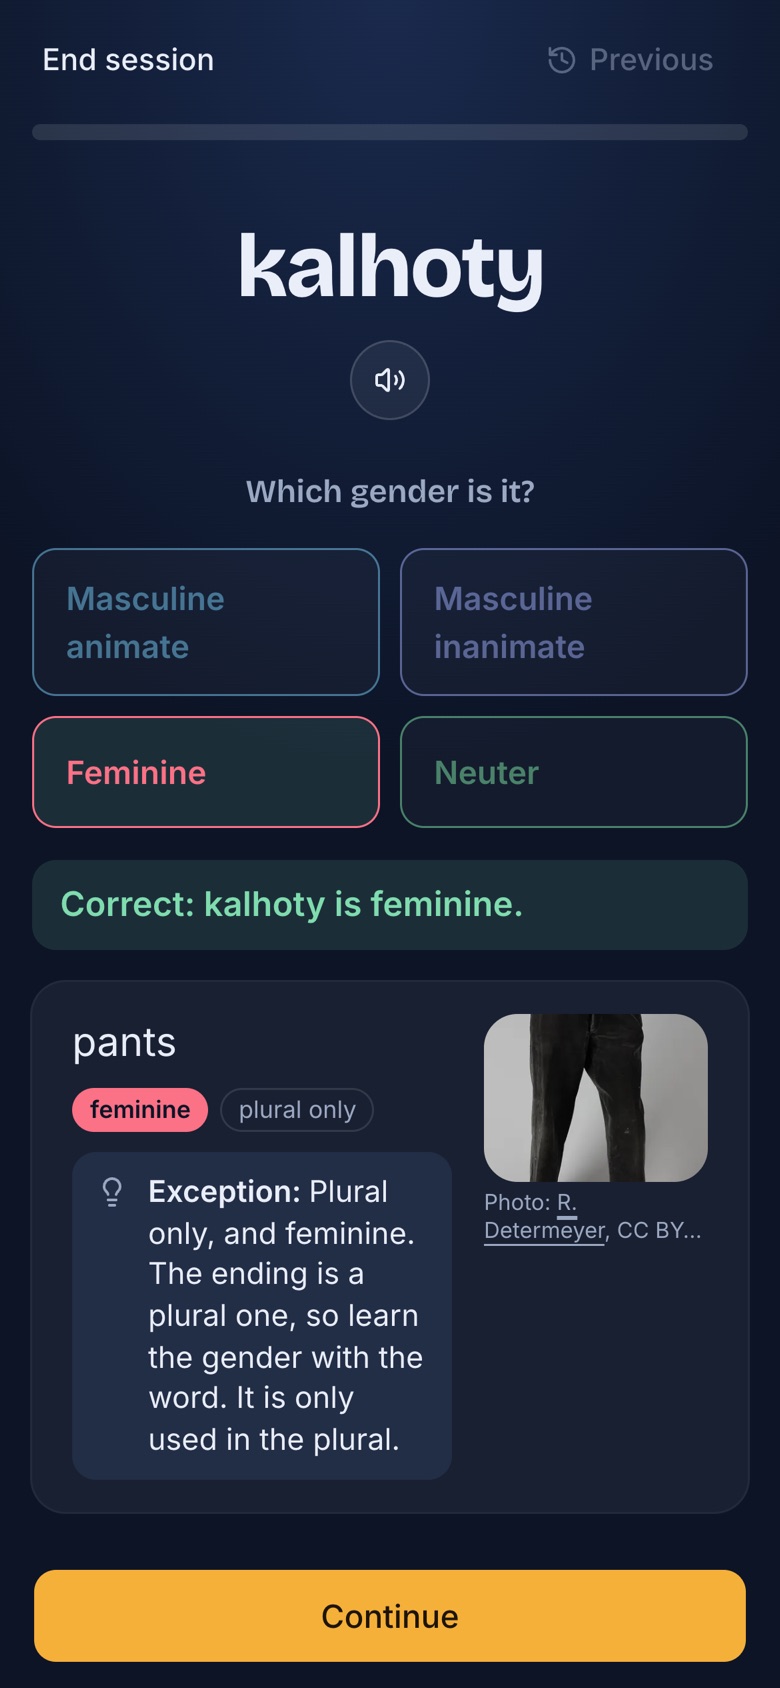 End session
Previous
kalhoty
Which gender is it?
Masculine
animate
Masculine
inanimate
Feminine
Neuter
Correct: kalhoty is feminine.
pants
feminine
plural only
Exception: Plural
only, and feminine.
The ending is a
plural one, so learn
the gender with the
word. It is only
used in the plural.
Photo: R.
Determeyer, CC BY...
Continue